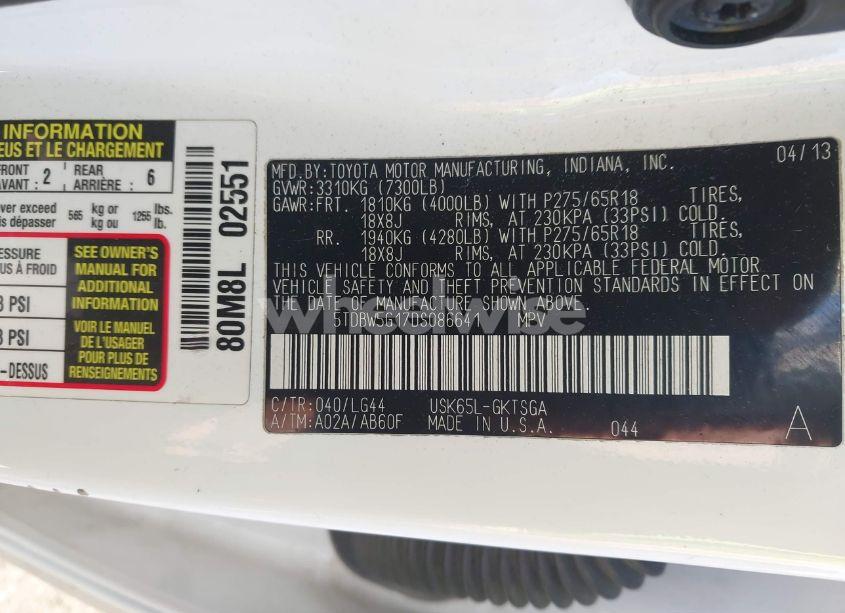 INFORMATION
EUS ET LE CHARGEMENT
FRONT
AVANT : 2
REAR
ARRIÈRE : 6
ver exceed
is dépasser
565 kg or
kg ou
1255 lbs.
lb.
ESSURE
US À FROID
3 PSI
3 PSI
-DESSUS
SEE OWNER'S
MANUAL FOR
ADDITIONAL
INFORMATION
VOIR LE MANUEL
DE L'USAGER
POUR PLUS DE
RENSEIGNEMENTS
80M8L 02551
MFD.BY:TOYOTA MOTOR MANUFACTURING, INDIANA, INC. 04/13
GVWR:3310KG (7300LB)
GAWR:FRT. 1810KG (4000LB) WITH P275/65R18 TIRES,
18X8J RIMS, AT 230KPA (33PSI) COLD.
RR. 1940KG (4280LB) WITH P275/65R18 TIRES,
18X8J RIMS, AT 230KPA (33PSI) COLD.
THIS VEHICLE CONFORMS TO ALL APPLICABLE FEDERAL MOTOR
VEHICLE SAFETY AND THEFT PREVENTION STANDARDS IN EFFECT ON
THE DATE OF MANUFACTURE SHOWN ABOVE.
wheelwise
5TDBW5G17DS086641 MPV
C/TR:040/LG44 USK65L-GKTSGA
A/TM:A02A/AB60F MADE IN U.S.A. 044 A